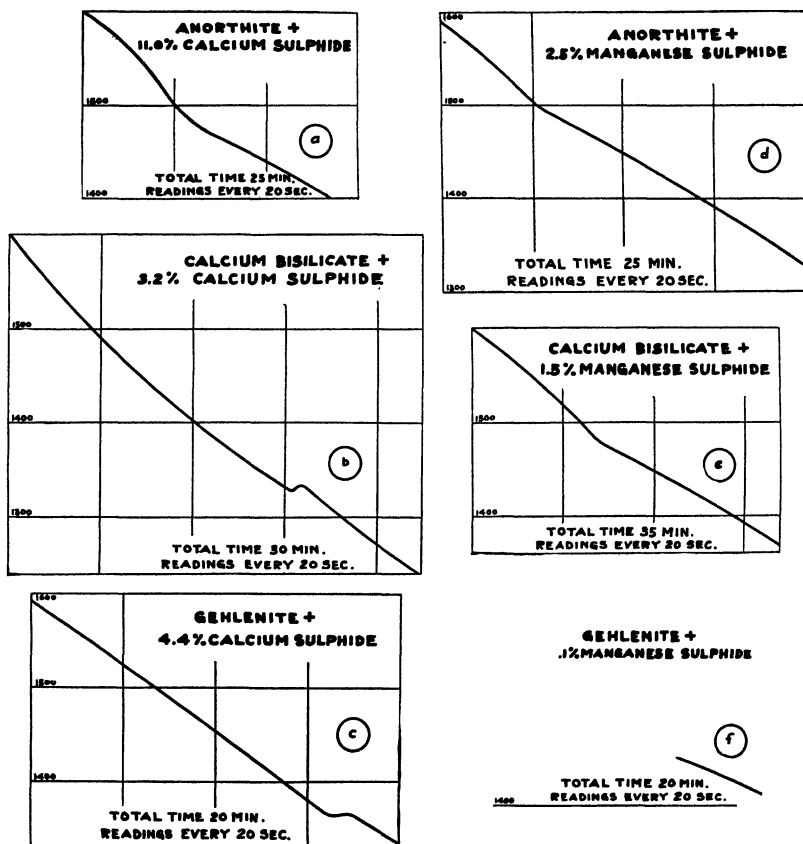 ANORTHITE +
11.0% CALCIUM SULPHIDE
1500
a
TOTAL TIME 25 MIN.
READINGS EVERY 20 SEC.
1400
1600
ANORTHITE +
2.5% MANGANESE SULPHIDE
1500
d
1400
TOTAL TIME 25 MIN.
READINGS EVERY 20 SEC.
1300
CALCIUM BISILICATE +
3.2% CALCIUM SULPHIDE
1500
1400
b
1300
TOTAL TIME 30 MIN.
READINGS EVERY 20 SEC.
CALCIUM BISILICATE +
1.5% MANGANESE SULPHIDE
1500
e
1400
TOTAL TIME 35 MIN.
READINGS EVERY 20 SEC.
1600
GEHLENITE +
4.4% CALCIUM SULPHIDE
1500
c
1400
TOTAL TIME 20 MIN.
READINGS EVERY 20 SEC.
GEHLENITE +
.1% MANGANESE SULPHIDE
f
TOTAL TIME 20 MIN.
READINGS EVERY 20 SEC.
1400